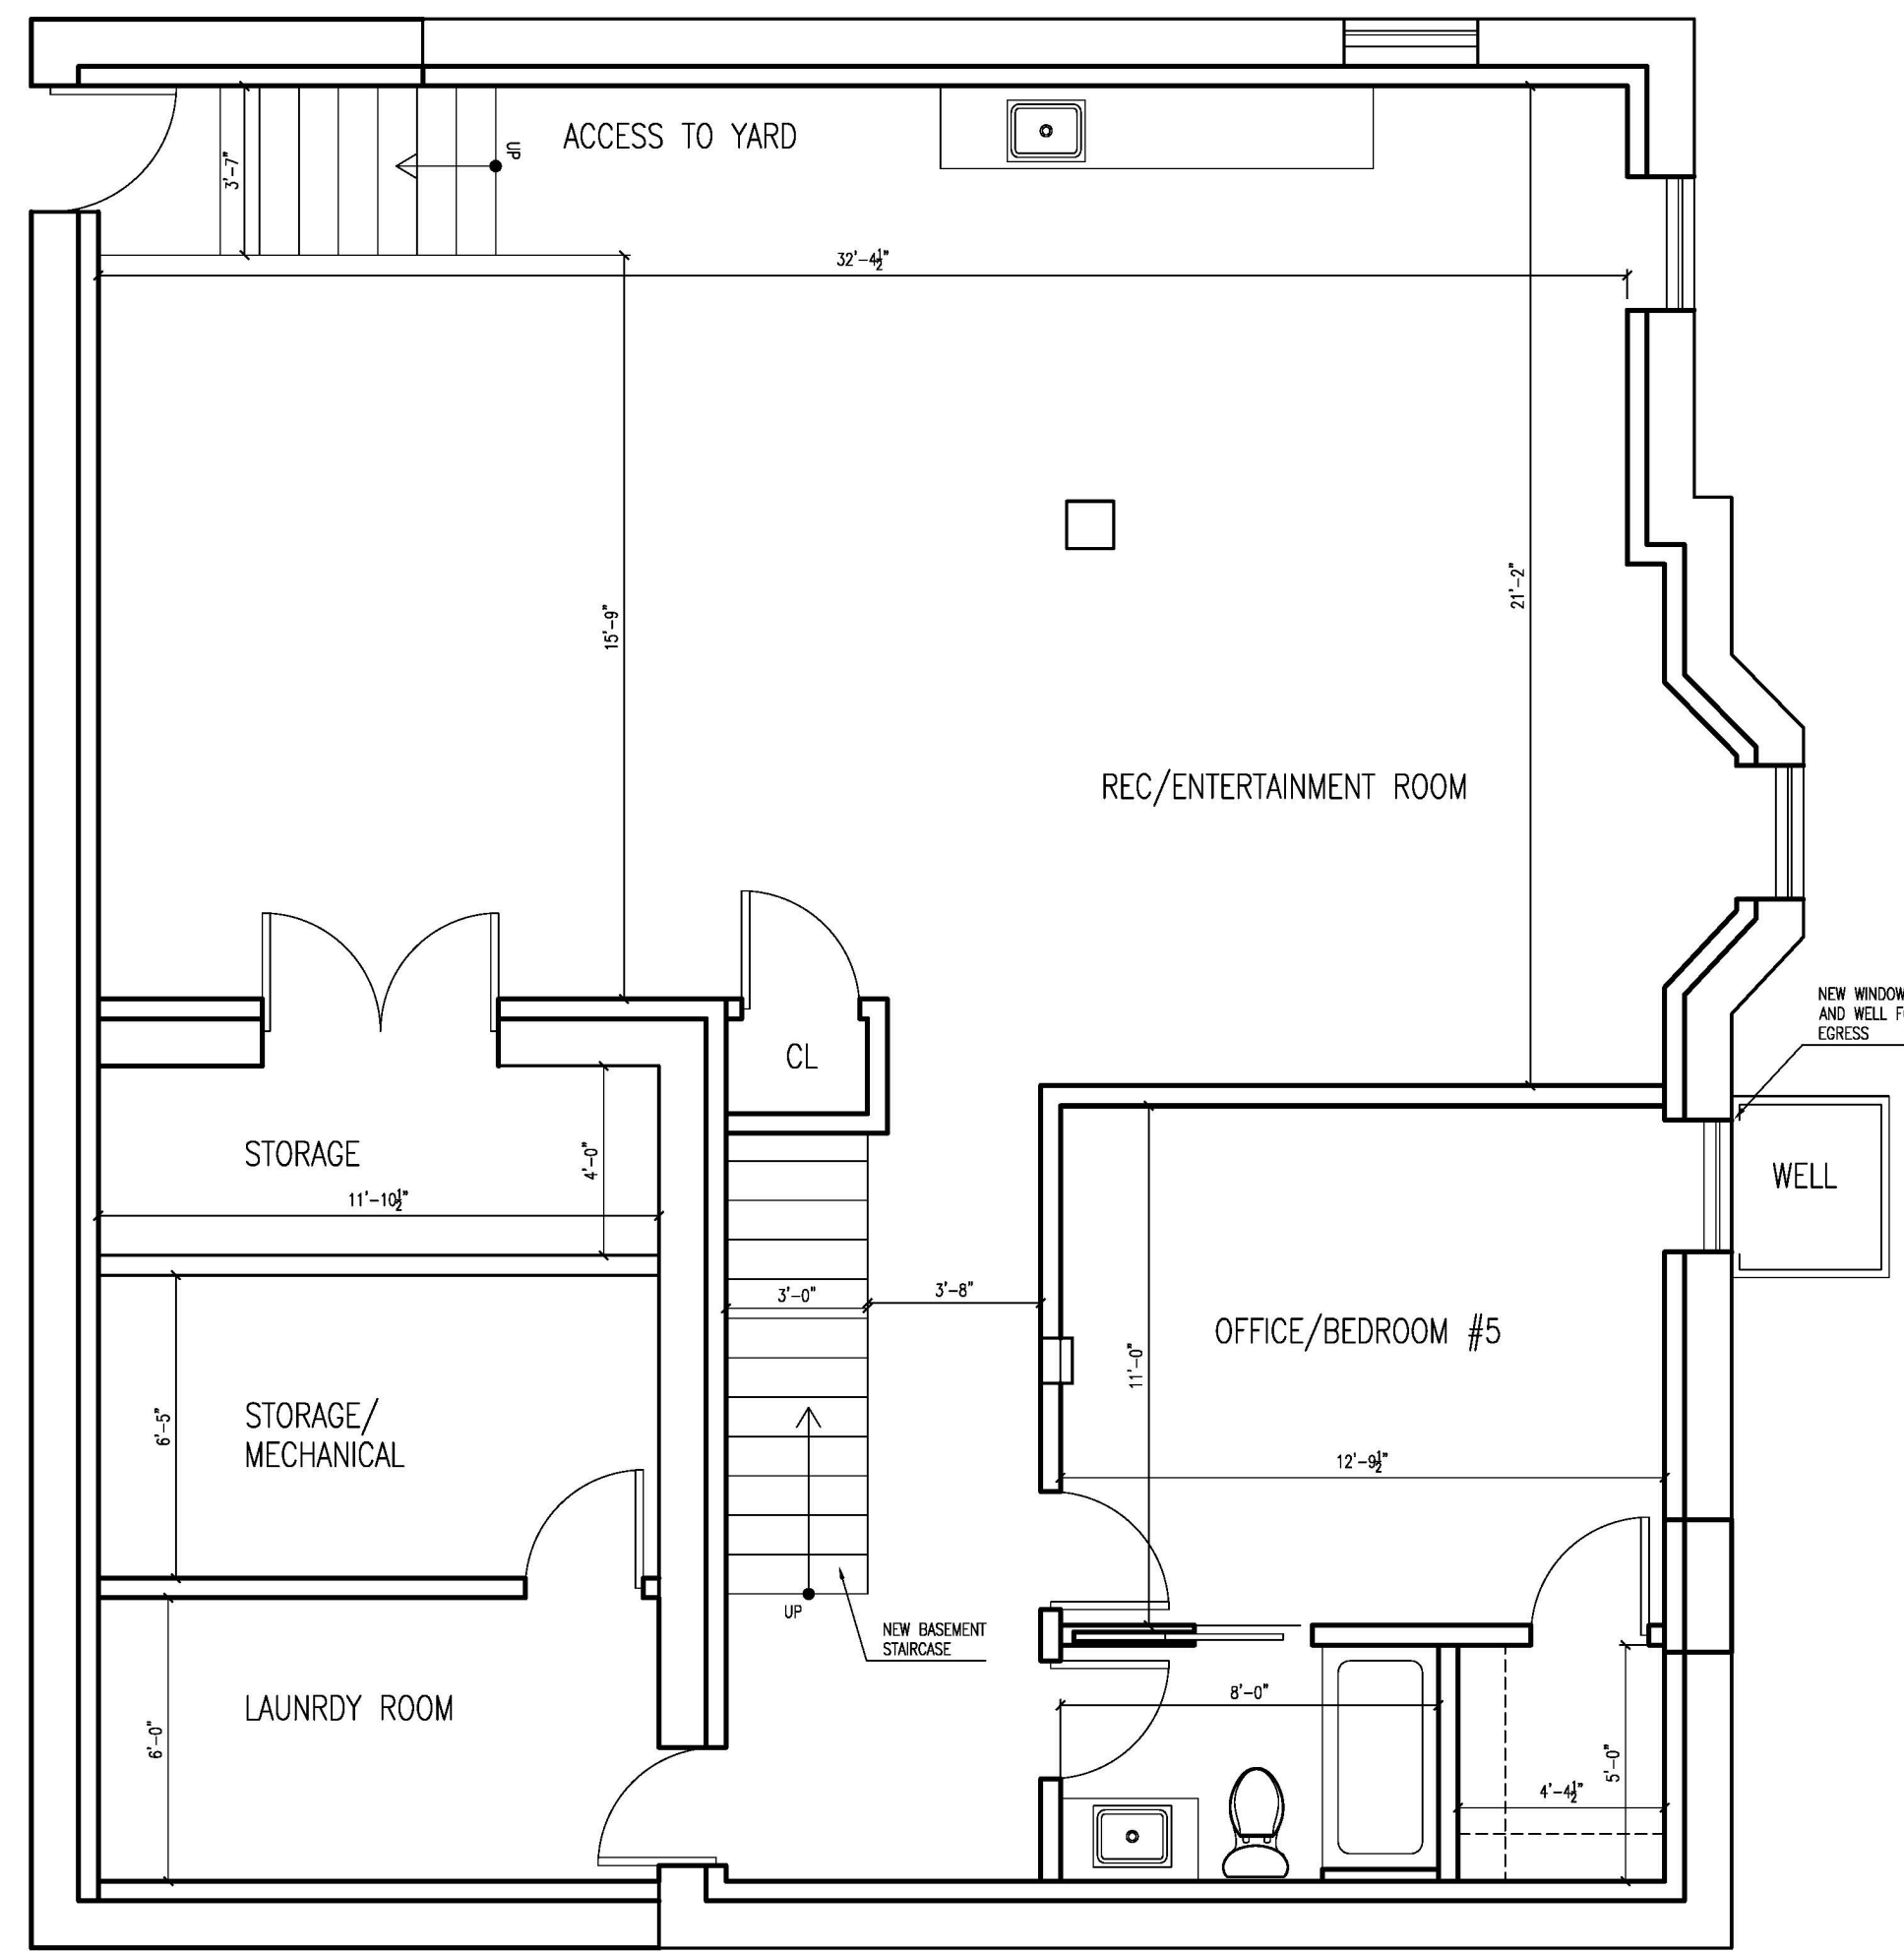 ACCESS TO YARD
UP
3'-7"
32'-4½"
15'-9"
21'-2"
REC/ENTERTAINMENT ROOM
NEW WINDOW
AND WELL
EGRESS
CL
STORAGE
4'-0"
11'-10½"
WELL
3'-0"
3'-8"
OFFICE/BEDROOM #5
11'-0"
STORAGE/
MECHANICAL
6'-5"
12'-9½"
UP
NEW BASEMENT
STAIRCASE
LAUNRDY ROOM
6'-0"
8'-0"
4'-4½"
5'-0"